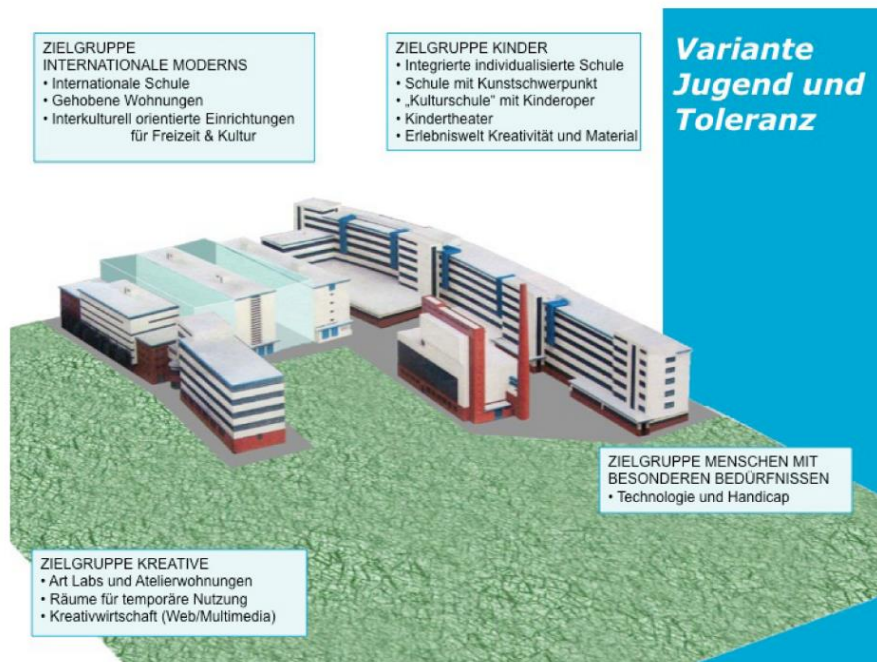 ZIELGRUPPE
INTERNATIONALE MODERNS
• Internationale Schule
• Gehobene Wohnungen
• Interkulturell orientierte Einrichtungen
für Freizeit & Kultur
ZIELGRUPPE KINDER
• Integrierte individualisierte Schule
• Schule mit Kunstschwerpunkt
• „Kulturschule“ mit Kinderoper
• Kindertheater
• Erlebniswelt Kreativität und Material
Variante
Jugend und
Toleranz
ZIELGRUPPE MENSCHEN MIT
BESONDEREN BEDÜRFNISSEN
• Technologie und Handicap
ZIELGRUPPE KREATIVE
• Art Labs und Atelierwohnungen
• Räume für temporäre Nutzung
• Kreativwirtschaft (Web/Multimedia)